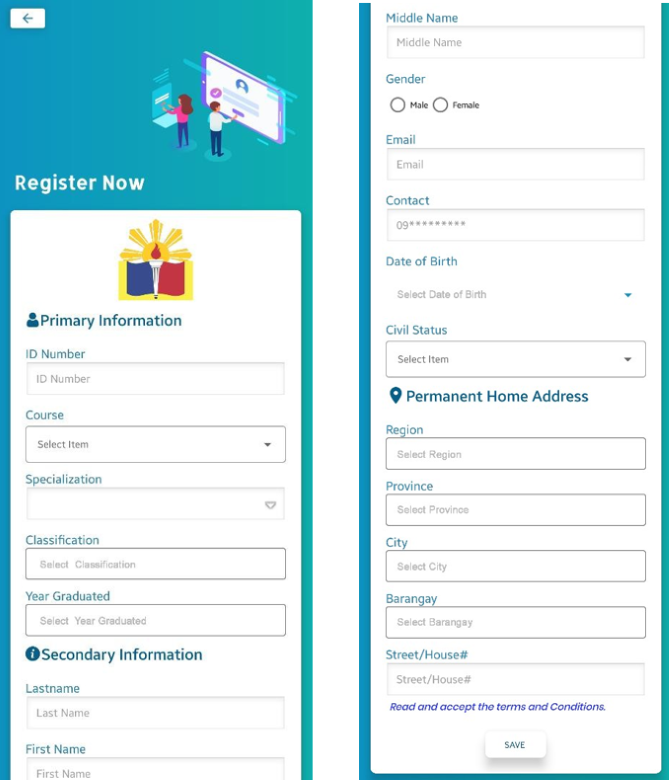 Register Now
Primary Information
ID Number
ID Number
Course
Select Item
Specialization
Classification
Select Classification
Year Graduated
Select Year Graduated
Secondary Information
Lastname
Last Name
First Name
First Name
Middle Name
Middle Name
Gender
Male Female
Email
Email
Contact
09*********
Date of Birth
Select Date of Birth
Civil Status
Select Item
Permanent Home Address
Region
Select Region
Province
Select Province
City
Select City
Barangay
Select Barangay
Street/House#
Street/House#
Read and accept the terms and Conditions.
SAVE